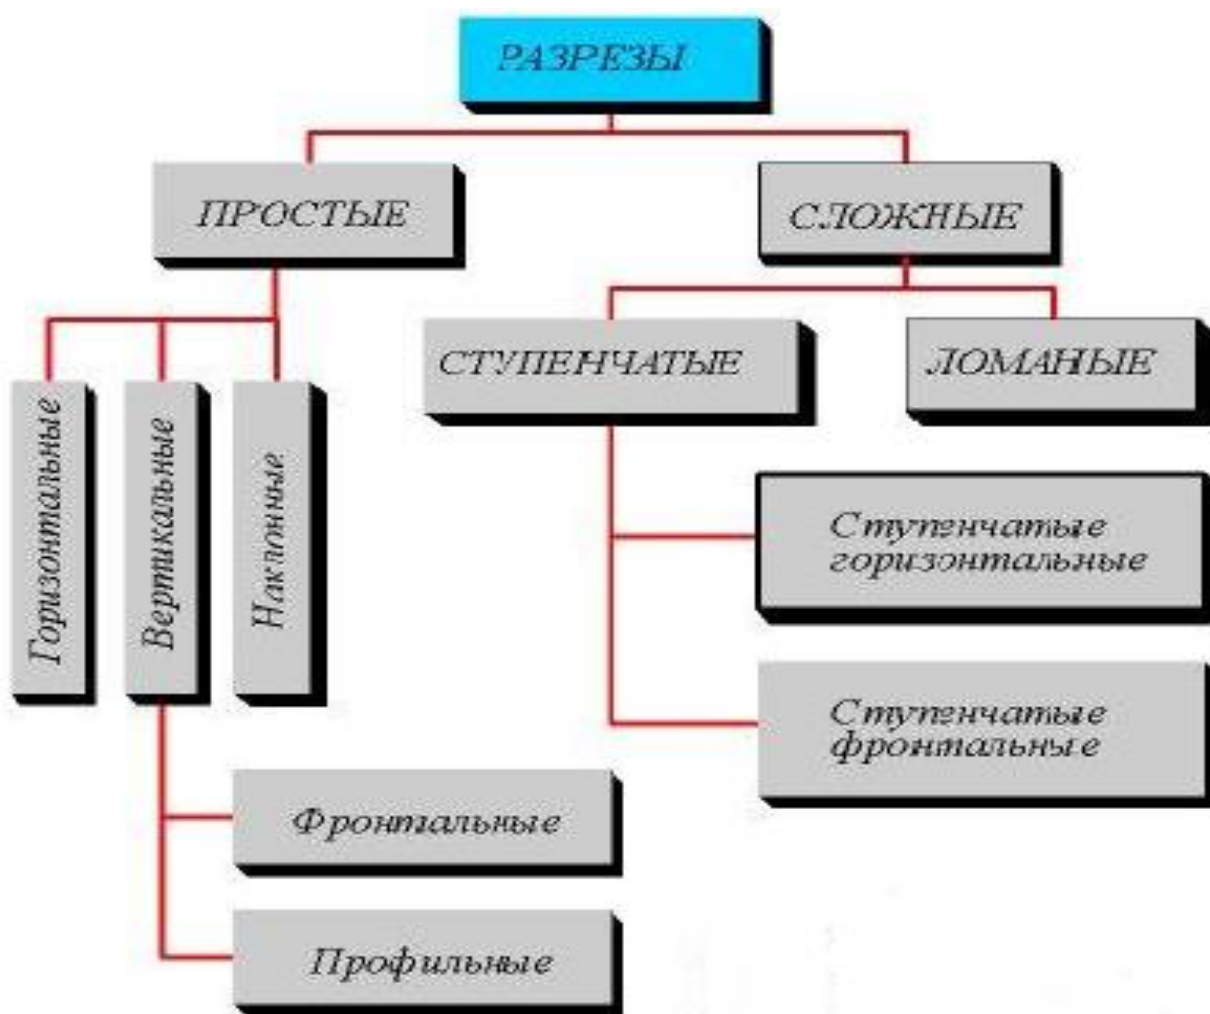 РАЗРЕЗЫ
ПРОСТЫЕ
СЛОЖНЫЕ
СТУПЕНЧАТЫЕ
ЛОМАНЫЕ
Горизонтальные
Вертикальные
Наклонные
Ступенчатые
горизонтальные
Ступенчатые
фронтальные
Фронтальные
Профильные